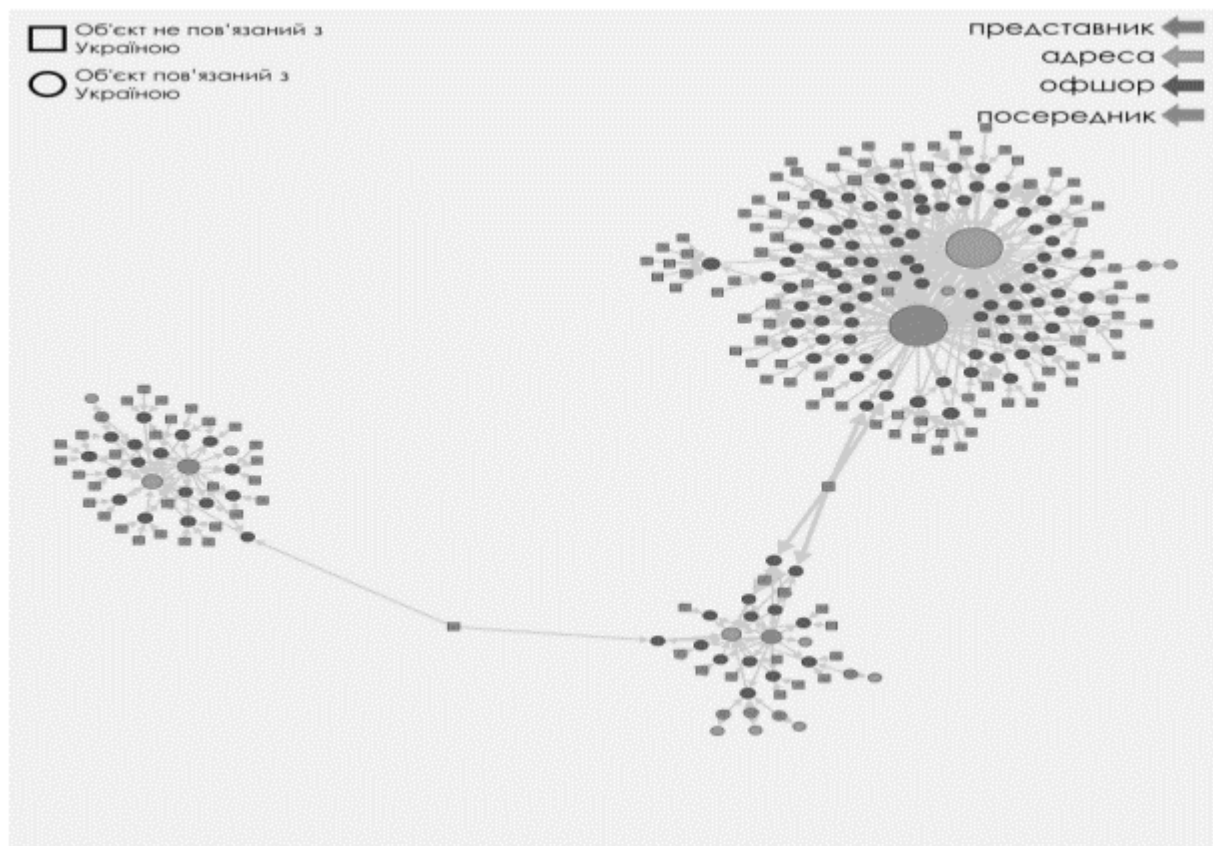 Об'єкт не пов'язаний з
Україною
Об'єкт пов'язаний з
Україною
представник
адреса
офшор
посередник